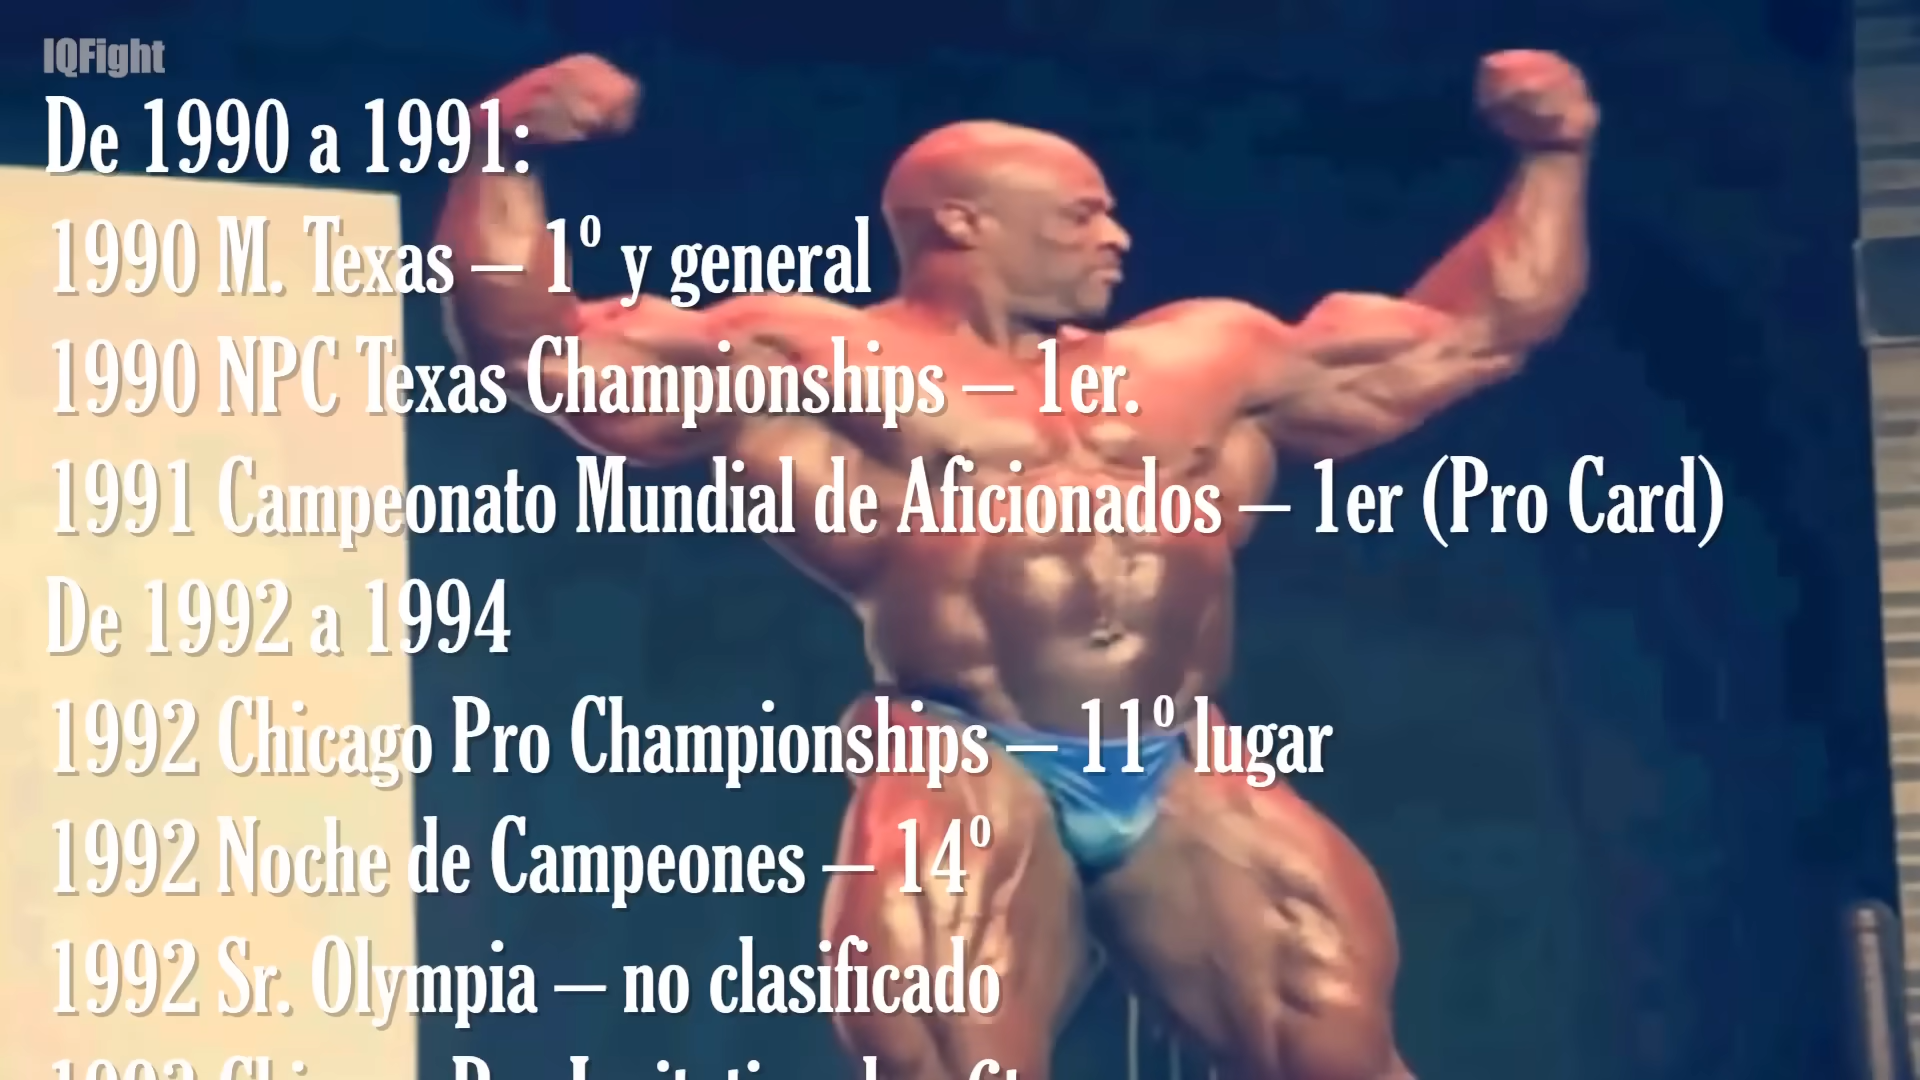 IQFight
De 1990 a 1991:
1990 M. Texas – 1º y general
1990 NPC Texas Championships – 1er.
1991 Campeonato Mundial de Aficionados – 1er (Pro Card)
De 1992 a 1994
1992 Chicago Pro Championships – 11º lugar
1992 Noche de Campeones – 14º
1992 Sr. Olympia – no clasificado